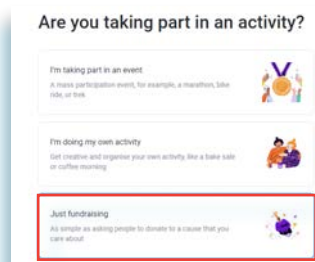 Are you taking part in an activity?
I'm taking part in an event
A mass participation event, for example, a marathon, bike
ride, or trek
I'm doing my own activity
Get creative and organise your own activity, like a bake sale
or coffee morning
Just fundraising
As simple as asking people to donate to a cause that you
care about